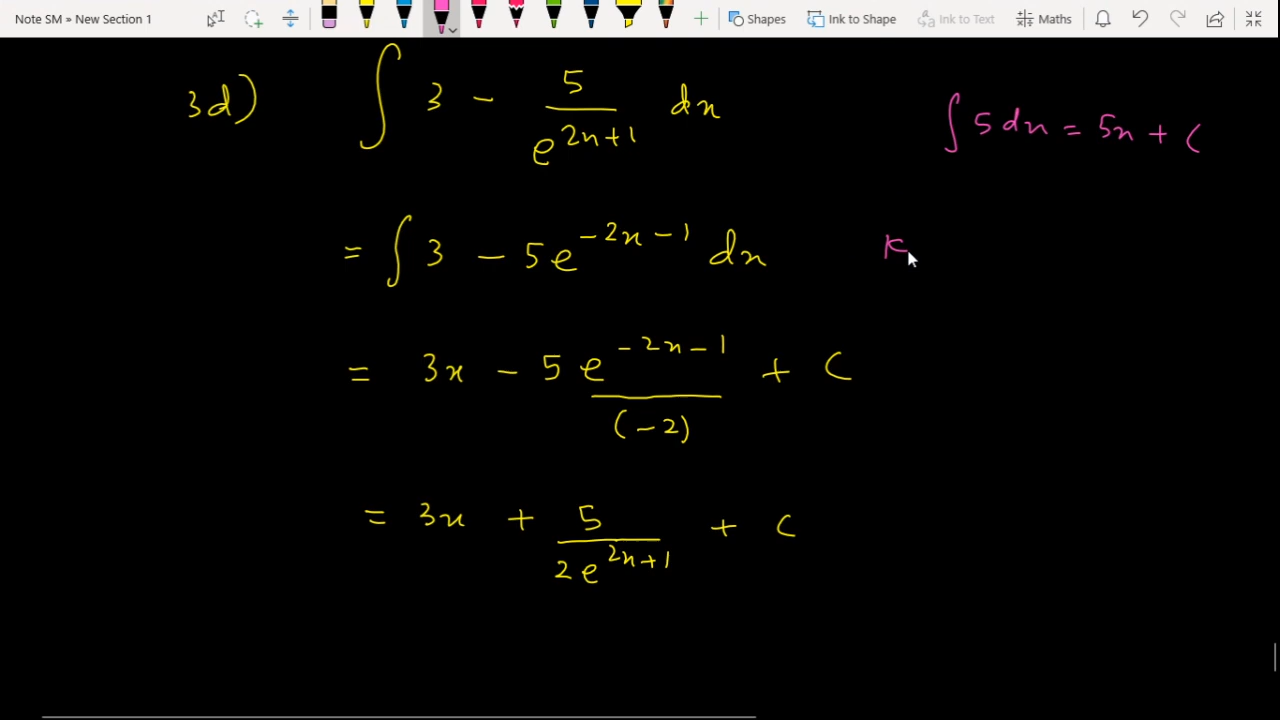 Note SM » New Section 1
Shapes
Ink to Shape
Ink to Text
Maths
3d) ∫ 3 - 5/e^(2x+1) dx
∫ 5 dx = 5x + C
= ∫ 3 - 5e^(-2x-1) dx
K
= 3x - 5 e^(-2x-1)/(-2) + C
= 3x + 5/(2e^(2x+1)) + C